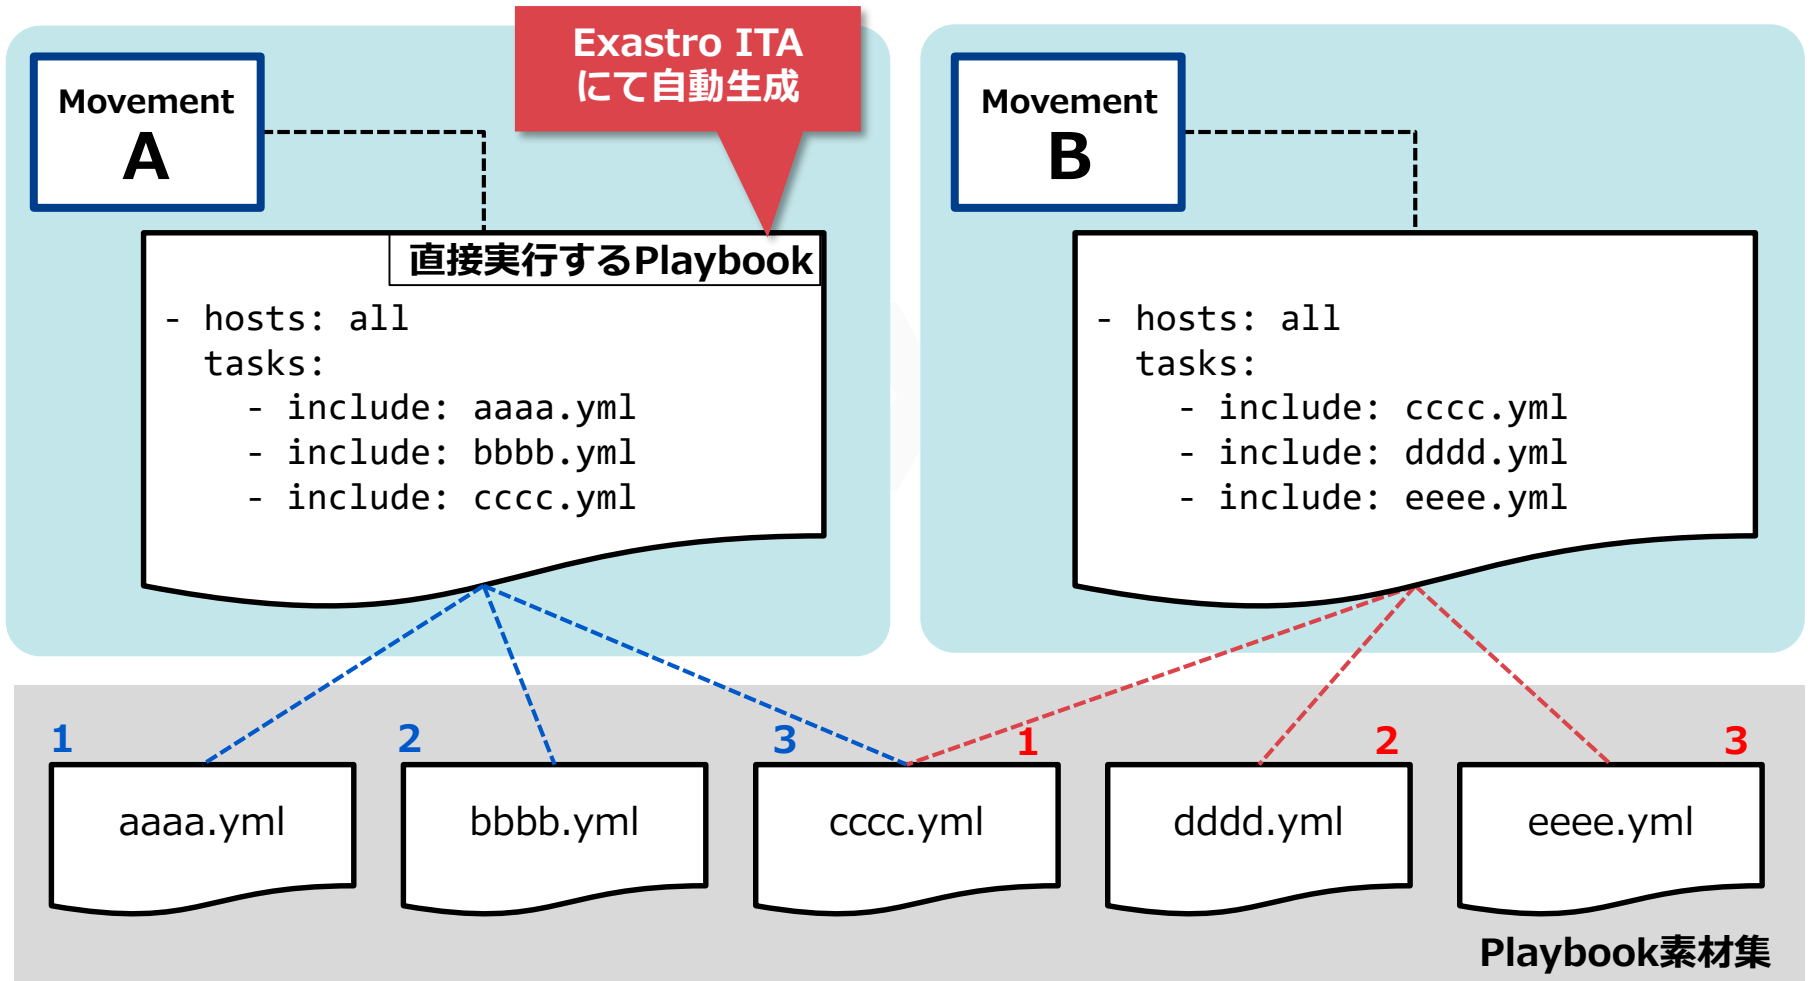 Exastro ITA
にて自動生成
Movement
A
直接実行するPlaybook
- hosts: all
  tasks:
    - include: aaaa.yml
    - include: bbbb.yml
    - include: cccc.yml
Movement
B
- hosts: all
  tasks:
    - include: cccc.yml
    - include: dddd.yml
    - include: eeee.yml
1 2 3 1 2 3
aaaa.yml bbbb.yml cccc.yml dddd.yml eeee.yml
Playbook素材集